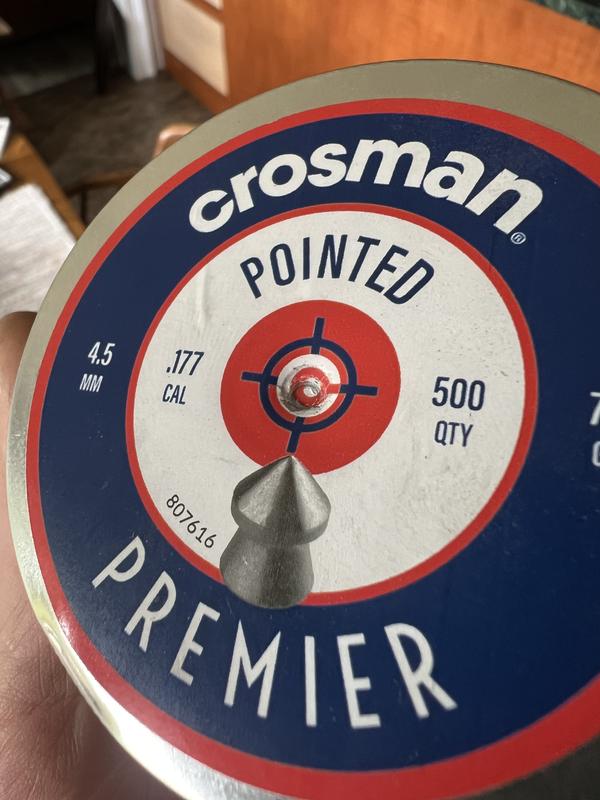 crosman®
POINTED
4.5
MM
.177
CAL
500
QTY
807616
PREMIER